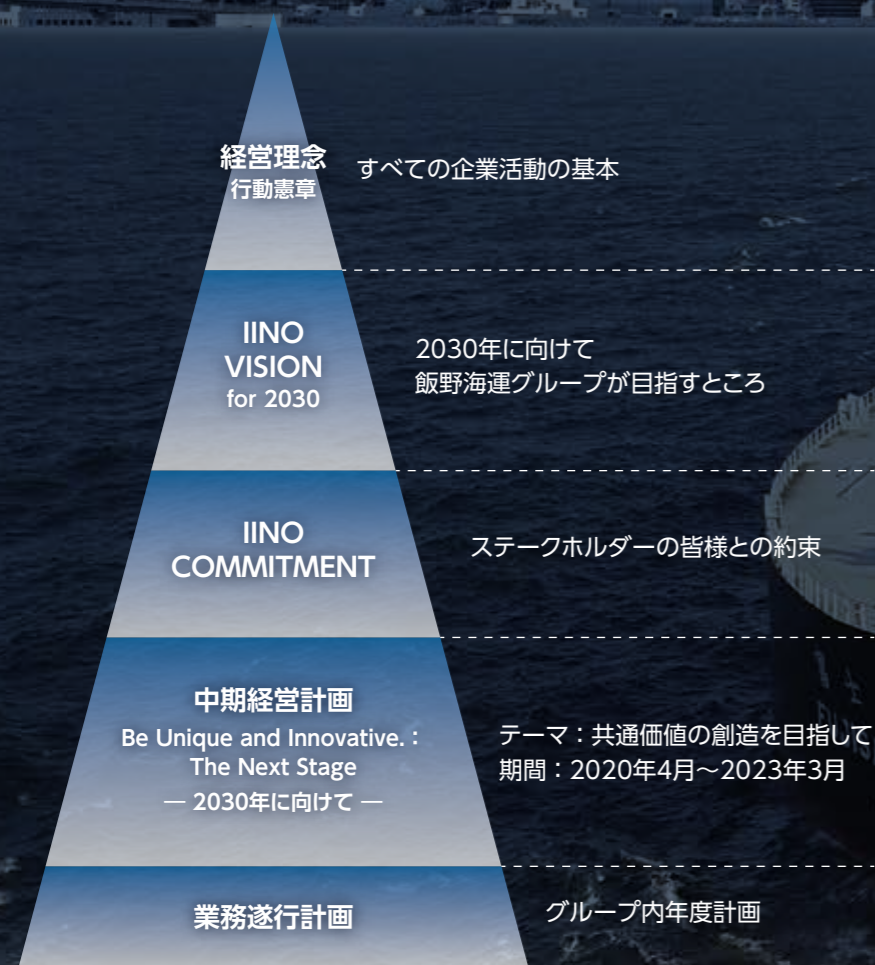 経営理念
行動憲章
すべての企業活動の基本
IINO
VISION
for 2030
2030年に向けて
飯野海運グループが目指すところ
IINO
COMMITMENT
ステークホルダーの皆様との約束
中期経営計画
Be Unique and Innovative.：
The Next Stage
― 2030年に向けて ―
テーマ：共通価値の創造を目指して
期間：2020年4月～2023年3月
業務遂行計画
グループ内年度計画